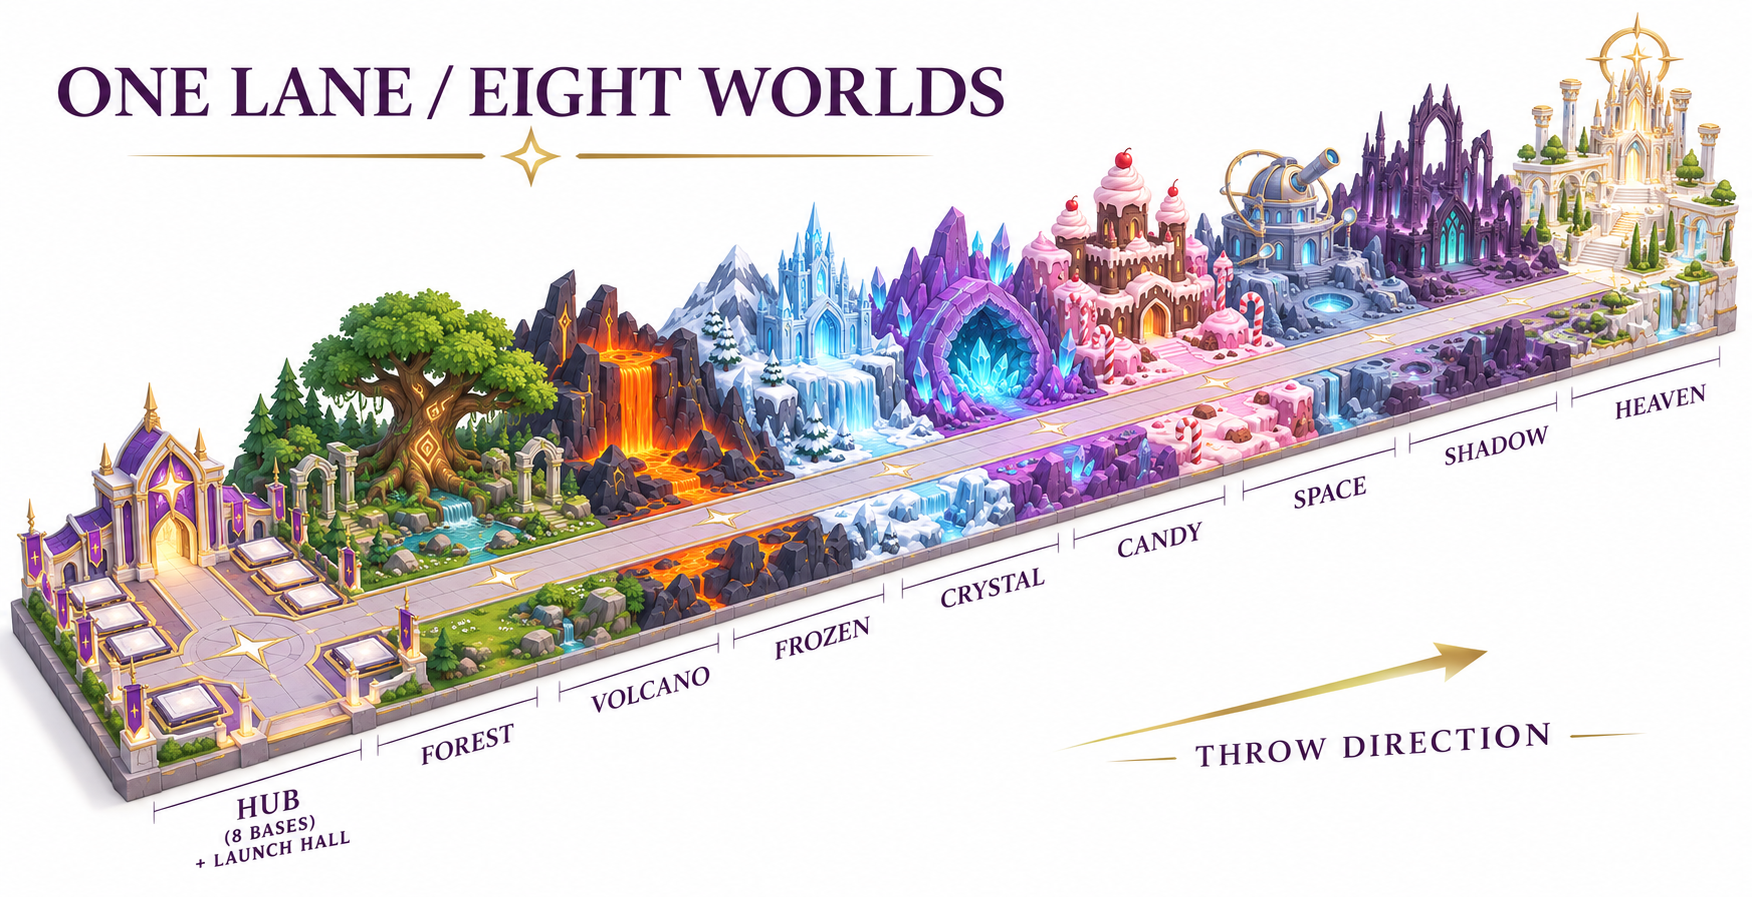 ONE LANE / EIGHT WORLDS
HUB
(8 BASES)
+ LAUNCH HALL
FOREST
VOLCANO
FROZEN
CRYSTAL
CANDY
SPACE
SHADOW
HEAVEN
THROW DIRECTION